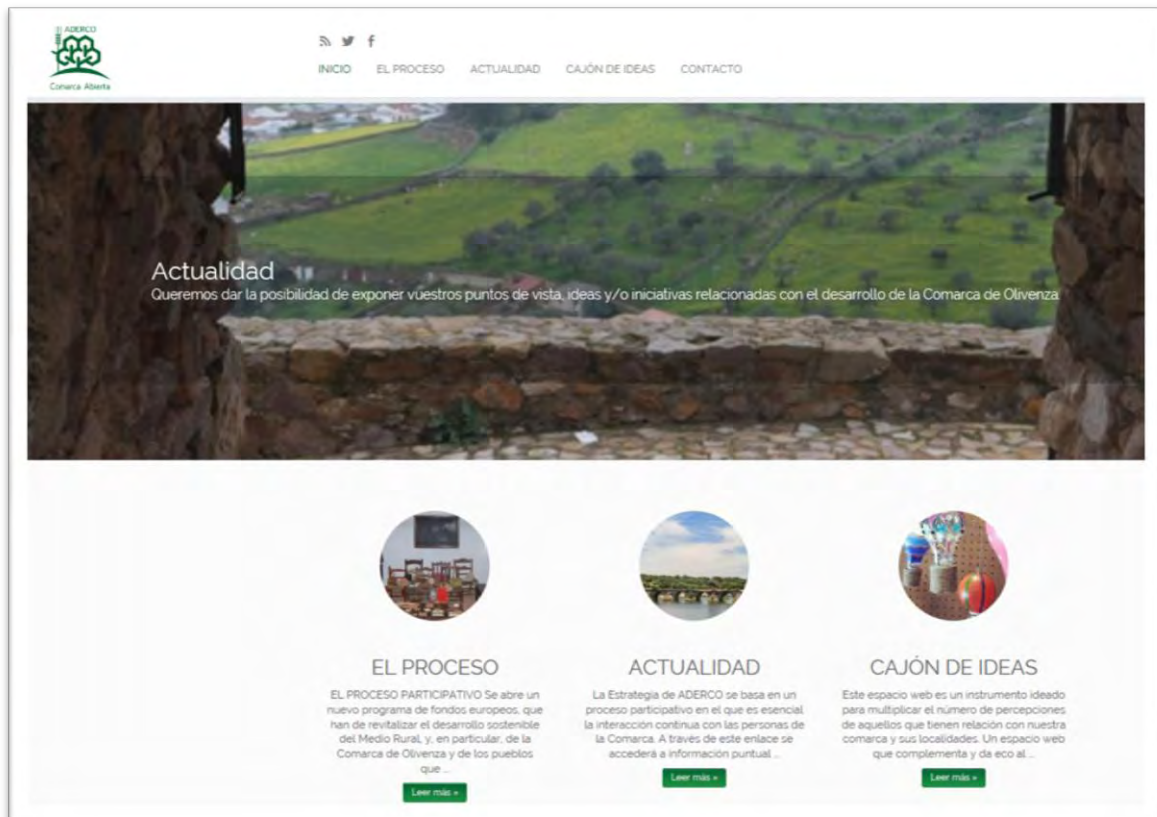 ADERCO
Comarca Abierta
INICIO EL PROCESO ACTUALIDAD CAJÓN DE IDEAS CONTACTO
Actualidad
Queremos dar la posibilidad de exponer vuestros puntos de vista, ideas y/o iniciativas relacionadas con el desarrollo de la Comarca de Olivenza.
EL PROCESO
EL PROCESO PARTICIPATIVO Se abre un
nuevo programa de fondos europeos, que
han de revitalizar el desarrollo sostenible
del Medio Rural, y, en particular, de la
Comarca de Olivenza y de los pueblos
que ...
Leer más »
ACTUALIDAD
La Estrategia de ADERCO se basa en un
proceso participativo en el que es esencial
la interacción continua con las personas de
la Comarca. A través de este enlace se
accederá a información puntual ...
Leer más »
CAJÓN DE IDEAS
Este espacio web es un instrumento ideado
para multiplicar el número de percepciones
de aquellos que tienen relación con nuestra
comarca y sus localidades. Un espacio web
que complementa y da eco al ...
Leer más »